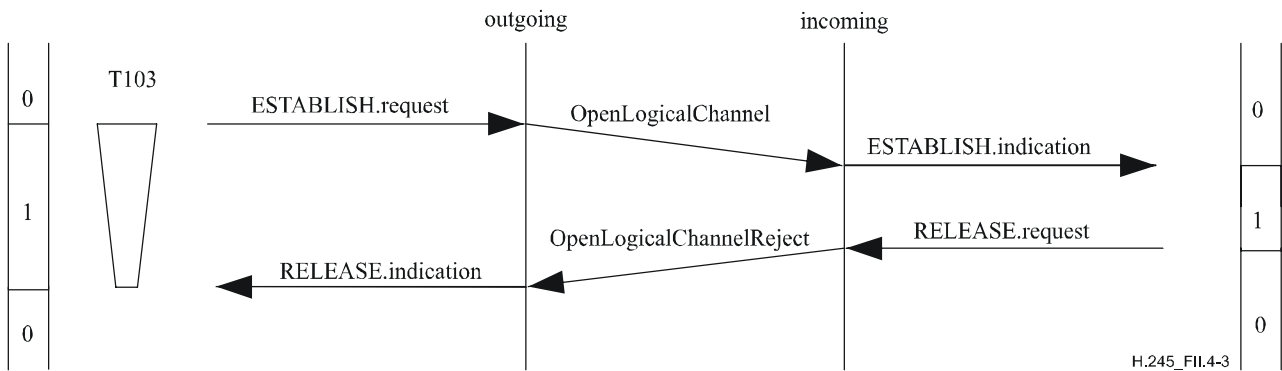 outgoing
incoming
T103
0
0
ESTABLISH.request
OpenLogicalChannel
ESTABLISH.indication
1
1
OpenLogicalChannelReject
RELEASE.request
RELEASE.indication
0
0
H.245_FII.4-3